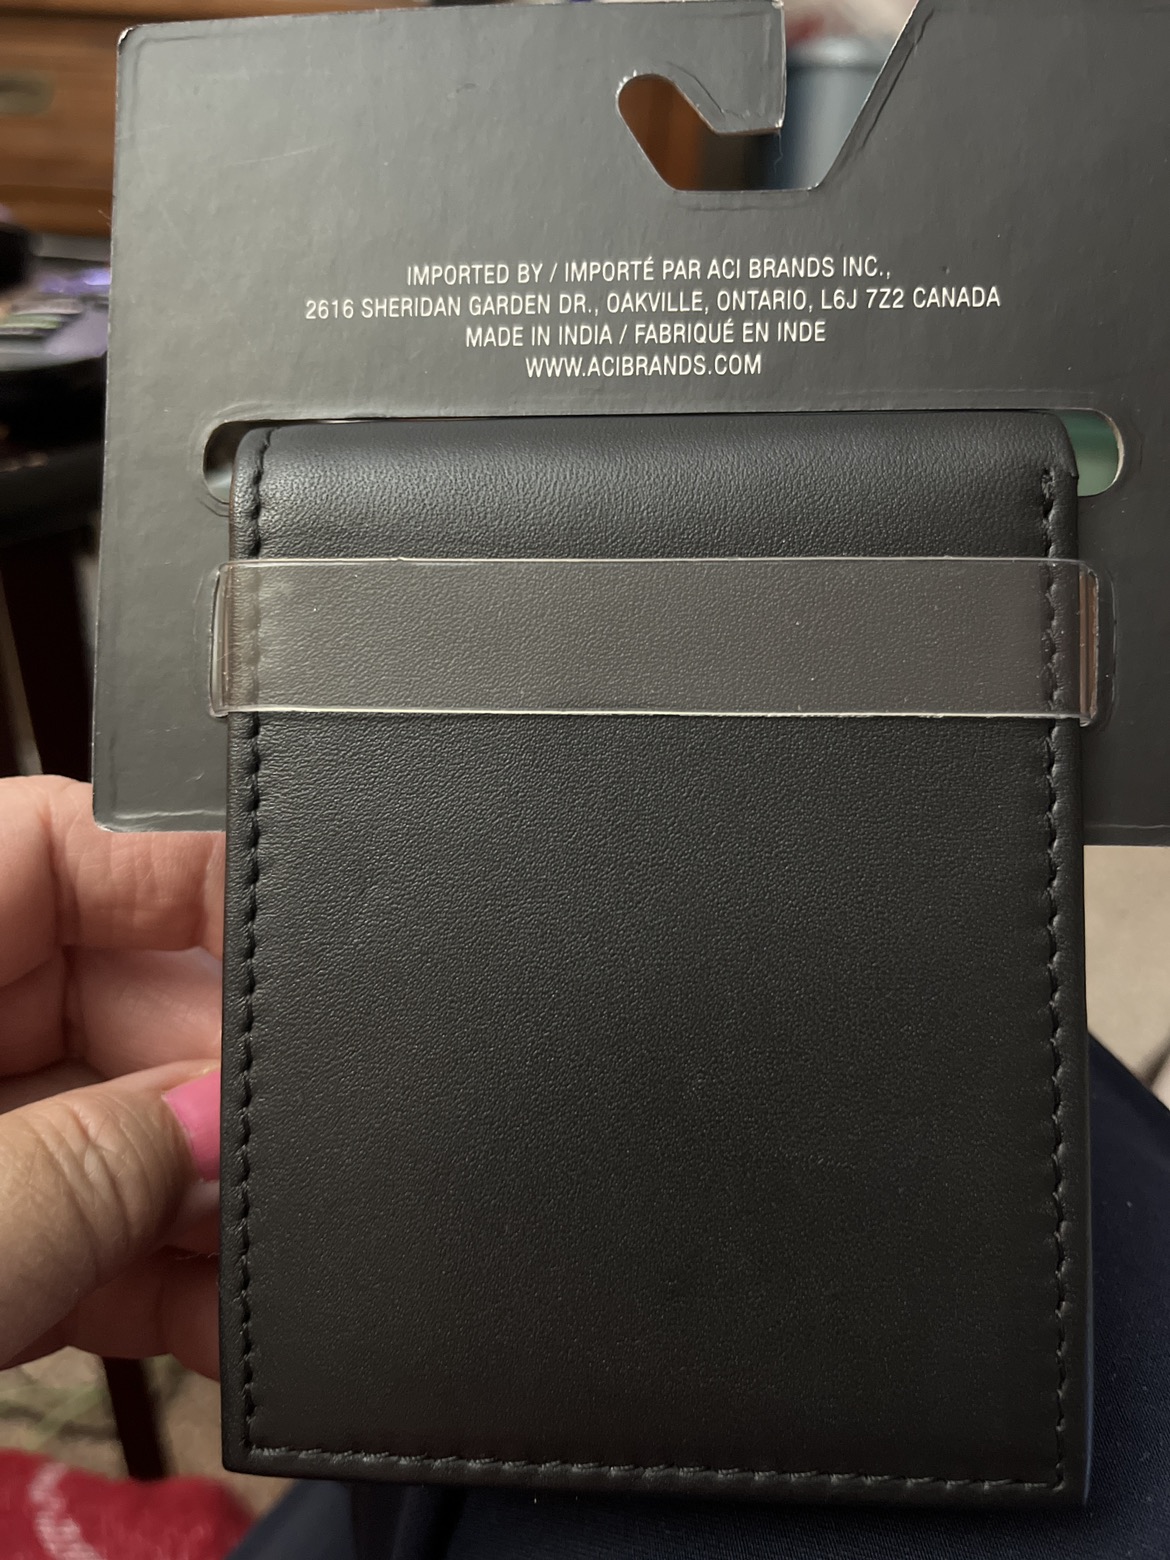 IMPORTED BY / IMPORTÉ PAR ACI BRANDS INC.,
2616 SHERIDAN GARDEN DR., OAKVILLE, ONTARIO, L6J 7Z2 CANADA
MADE IN INDIA / FABRIQUÉ EN INDE
WWW.ACIBRANDS.COM